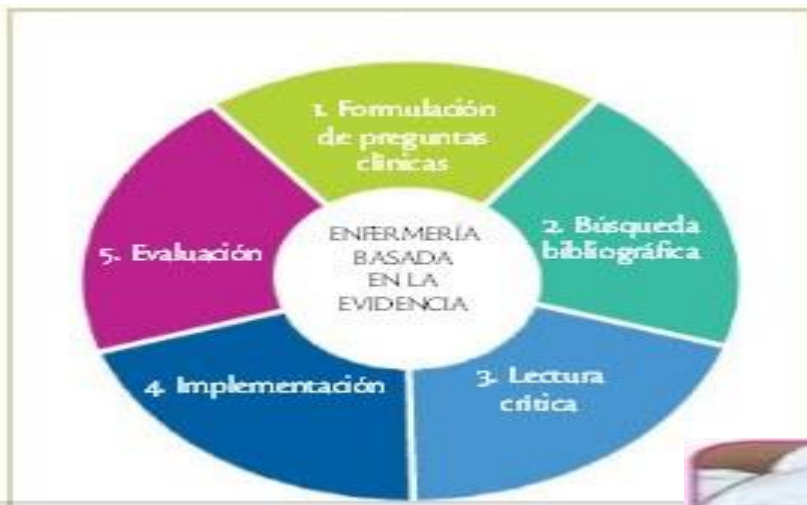 1. Formulación
de preguntas
clínicas
2. Búsqueda
bibliográfica
3. Lectura
crítica
4. Implementación
5. Evaluación
ENFERMERÍA
BASADA
EN LA
EVIDENCIA